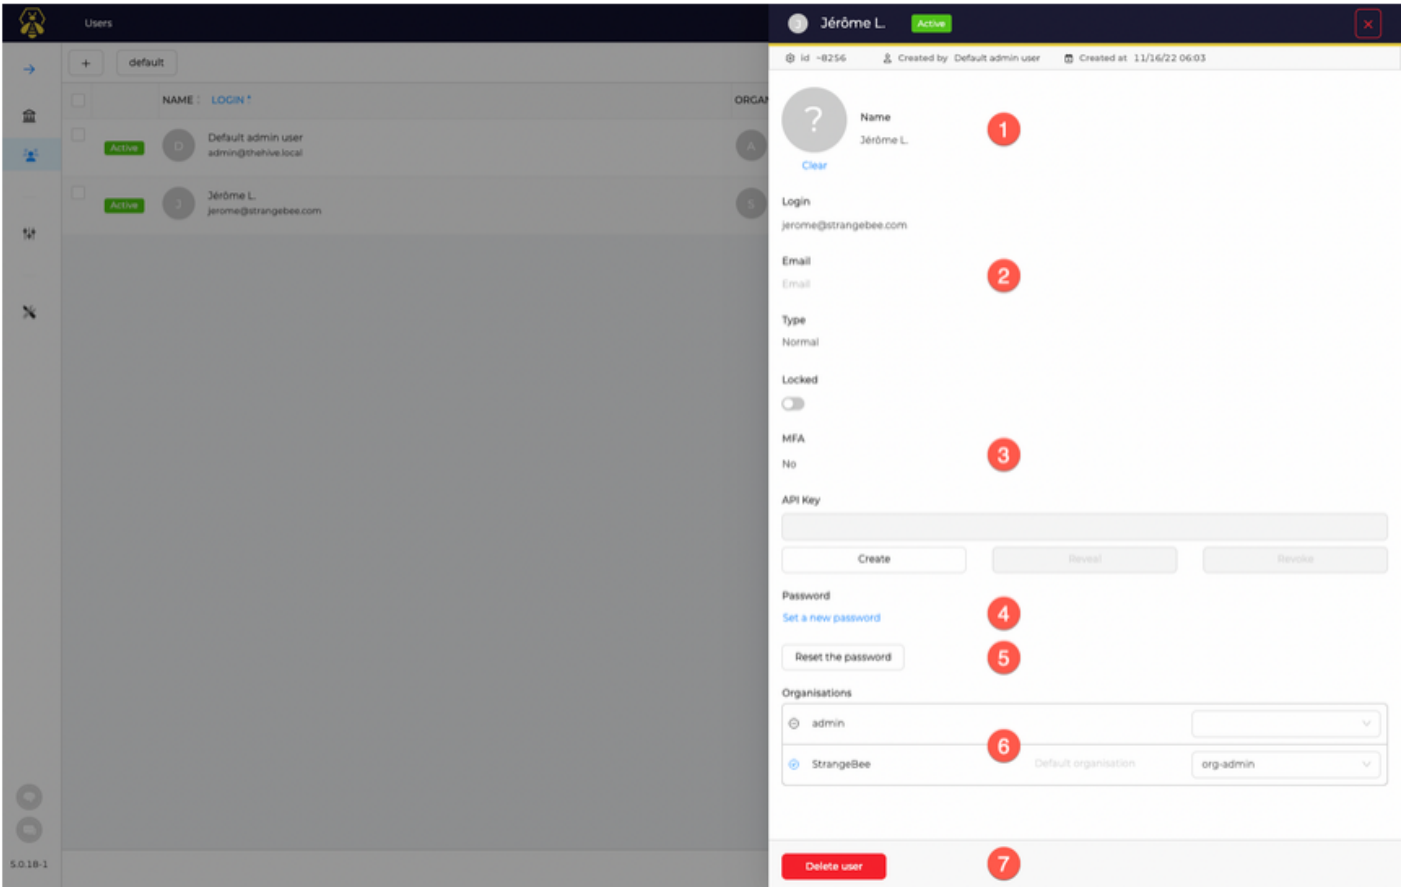 Users
Jérôme L.
Active
id ~8256
Created by Default admin user
Created at 11/16/22 06:03
+
default
NAME
LOGIN
ORGAN
Active
D
Default admin user
admin@thehive.local
A
Active
J
Jérôme L.
jerome@strangebee.com
S
?
Name
Jérôme L.
1
Clear
Login
jerome@strangebee.com
Email
Email
2
Type
Normal
Locked
MFA
No
3
API Key
Create
Reveal
Revoke
Password
Set a new password
4
Reset the password
5
Organisations
admin
6
StrangeBee
Default organisation
org-admin
5.0.18-1
Delete user
7